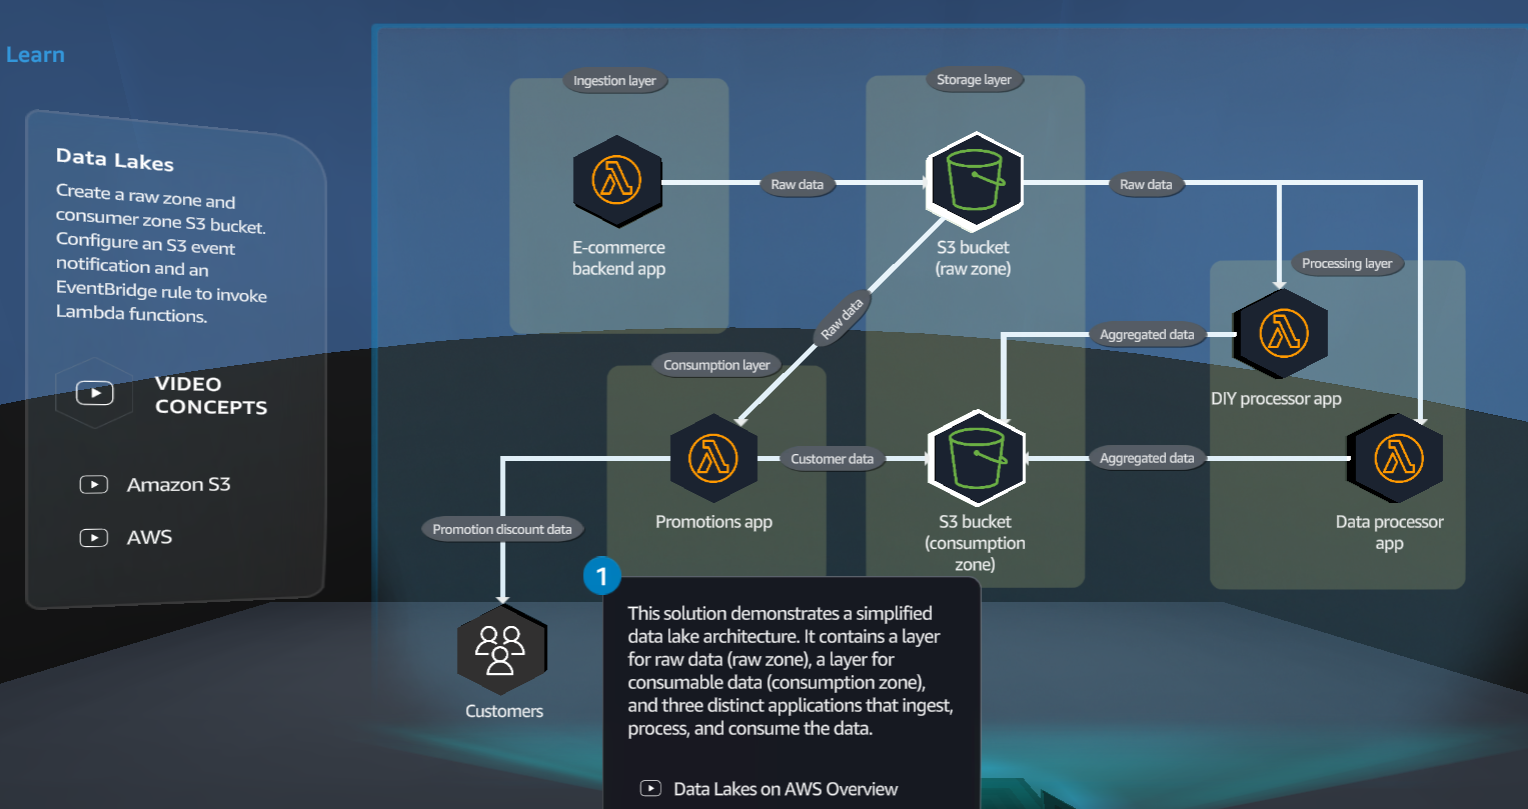 Learn
Data Lakes
Create a raw zone and
consumer zone S3 bucket.
Configure an S3 event
notification and an
EventBridge rule to invoke
Lambda functions.
VIDEO
CONCEPTS
Amazon S3
AWS
Ingestion layer
Storage layer
Raw data
Raw data
E-commerce
backend app
S3 bucket
(raw zone)
Processing layer
Raw data
Aggregated data
Consumption layer
DIY processor app
Customer data
Aggregated data
Promotions app
S3 bucket
(consumption
zone)
Data processor
app
Promotion discount data
Customers
1
This solution demonstrates a simplified
data lake architecture. It contains a layer
for raw data (raw zone), a layer for
consumable data (consumption zone),
and three distinct applications that ingest,
process, and consume the data.
Data Lakes on AWS Overview